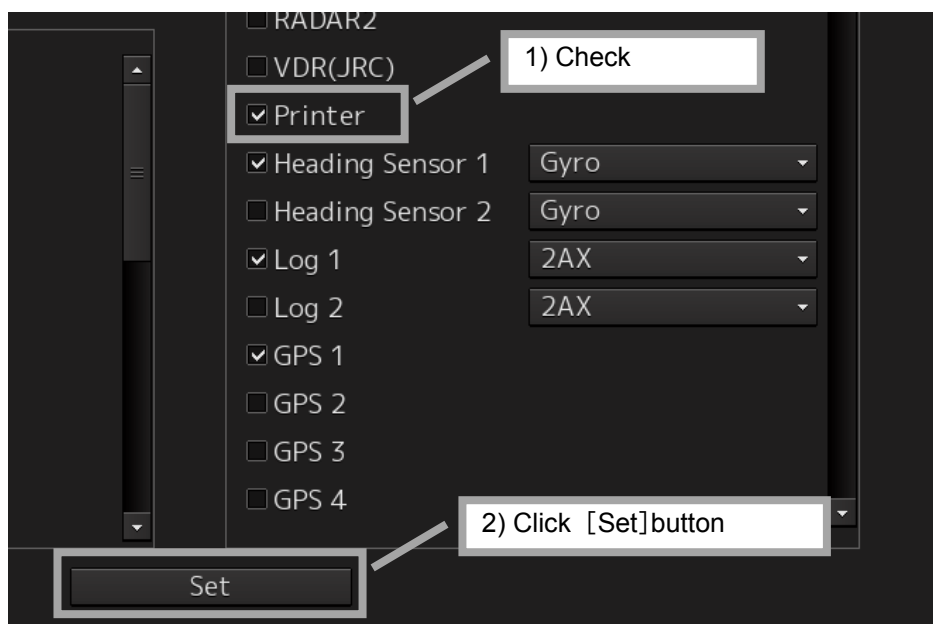 RADAR2
VDR(JRC)
1) Check
Printer
Heading Sensor 1 Gyro
Heading Sensor 2 Gyro
Log 1 2AX
Log 2 2AX
GPS 1
GPS 2
GPS 3
GPS 4
2) Click［Set］button
Set